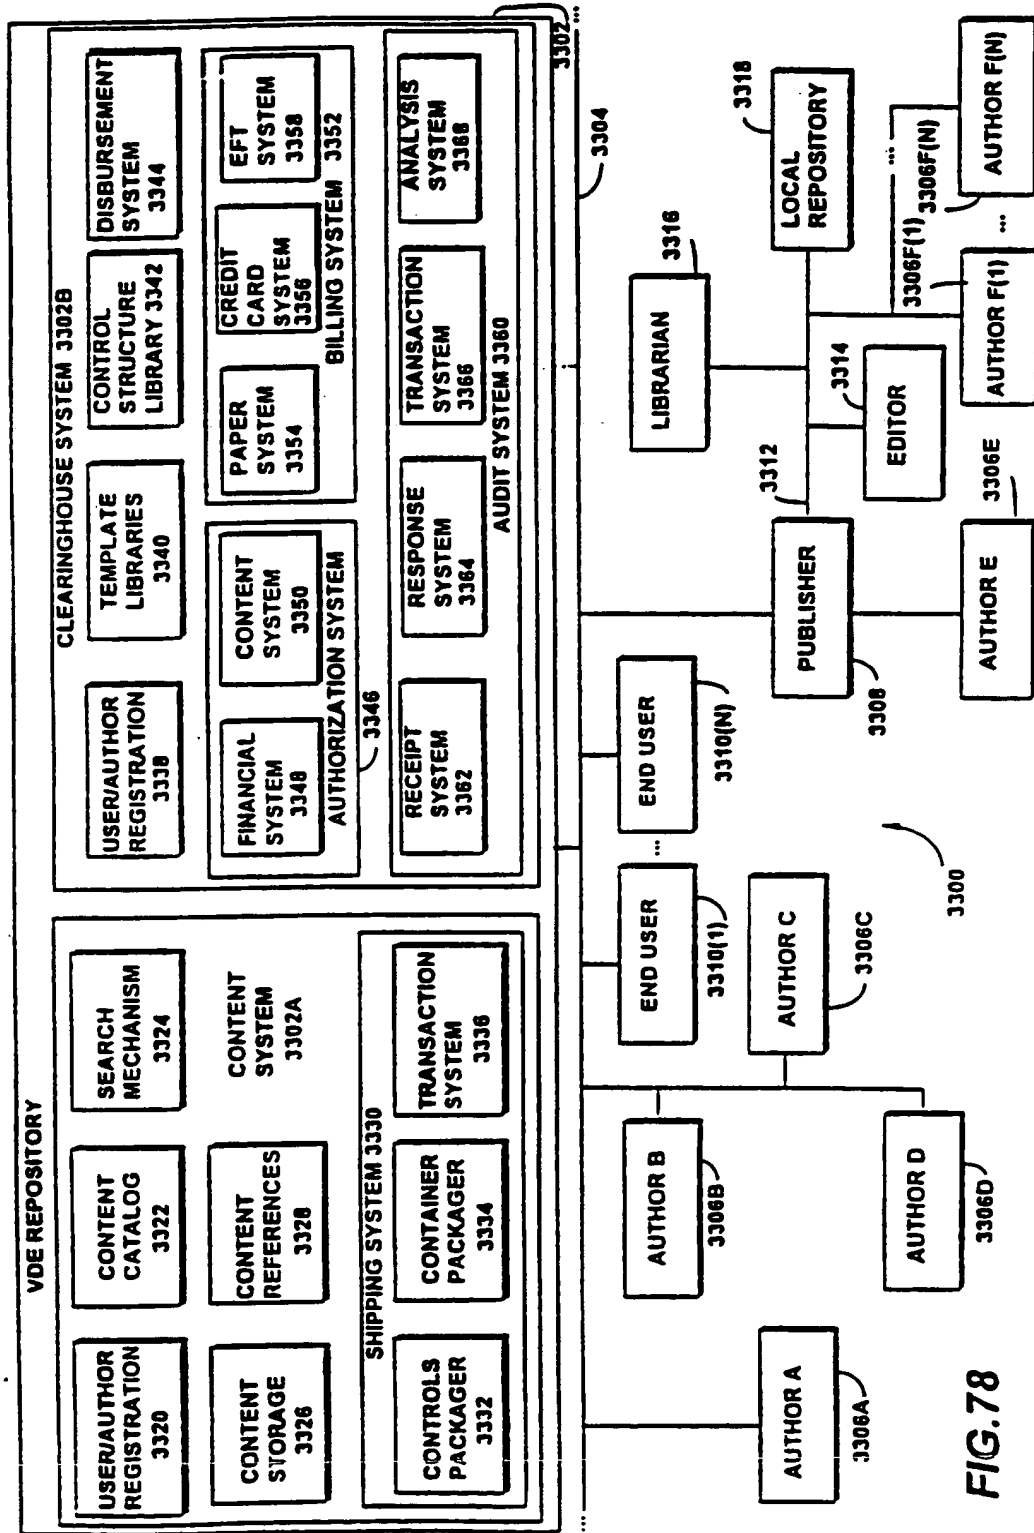 VDE REPOSITORY
USER/AUTHOR
REGISTRATION
3320
CONTENT
CATALOG
3322
SEARCH
MECHANISM
3324
CONTENT
STORAGE
3326
CONTENT
REFERENCES
3328
CONTENT
SYSTEM
3302A
SHIPPING SYSTEM 3330
CONTROLS
PACKAGER
3332
CONTAINER
PACKAGER
3334
TRANSACTION
SYSTEM
3336
CLEARINGHOUSE SYSTEM 3302B
USER/AUTHOR
REGISTRATION
3338
TEMPLATE
LIBRARIES
3340
CONTROL
STRUCTURE
LIBRARY 3342
DISBURSEMENT
SYSTEM
3344
FINANCIAL
SYSTEM
3348
CONTENT
SYSTEM
3350
AUTHORIZATION SYSTEM
3346
PAPER
SYSTEM
3354
CREDIT
CARD
SYSTEM
3356
EFT
SYSTEM
3358
BILLING SYSTEM 3352
RECEIPT
SYSTEM
3362
RESPONSE
SYSTEM
3364
TRANSACTION
SYSTEM
3366
ANALYSIS
SYSTEM
3368
AUDIT SYSTEM 3360
3302
...
...
...
3304
AUTHOR A
3306A
AUTHOR B
3306B
AUTHOR C
3306C
AUTHOR D
3306D
END USER
3310(1)
...
END USER
3310(N)
3300
PUBLISHER
3308
3312
AUTHOR E
3306E
EDITOR
3314
LIBRARIAN
3316
LOCAL
REPOSITORY
3318
AUTHOR F(1)
3306F(1)
...
...
AUTHOR F(N)
3306F(N)
FIG.78